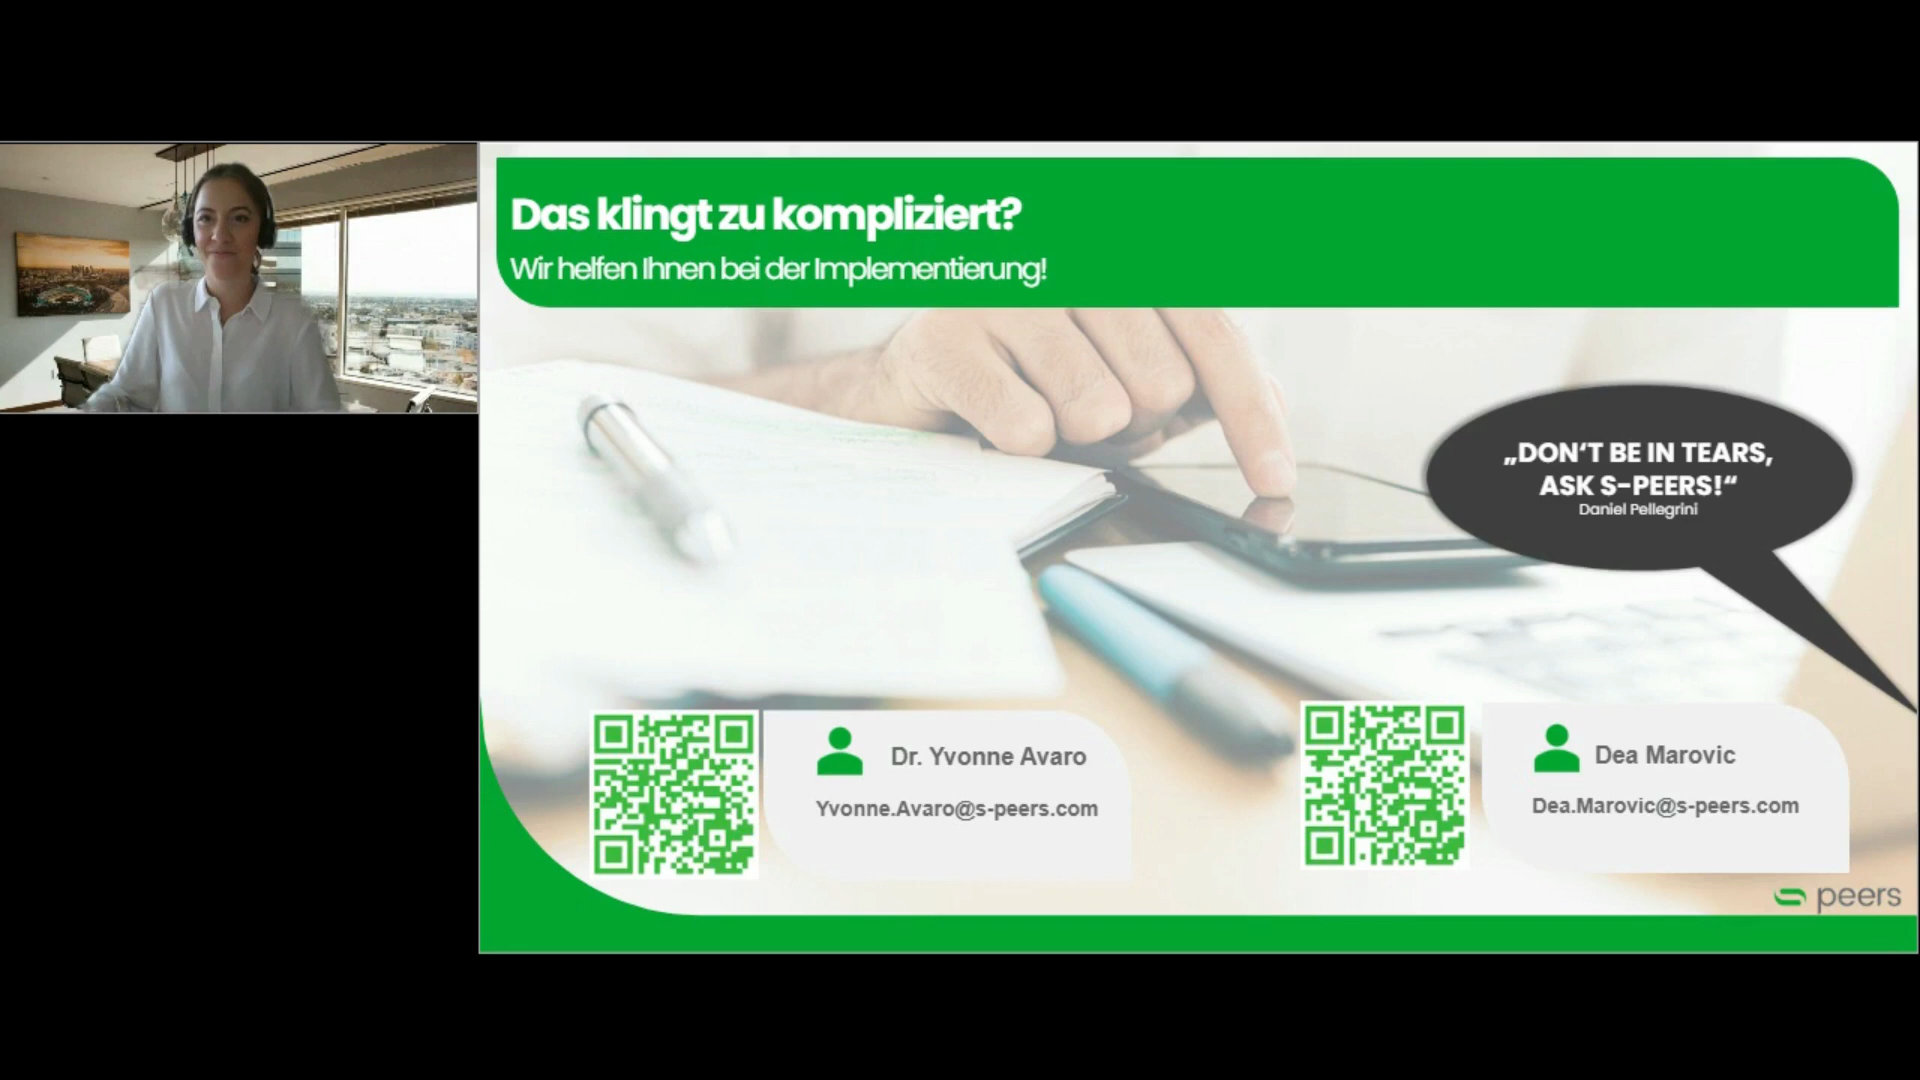 Das klingt zu kompliziert?
Wir helfen Ihnen bei der Implementierung!
„DON‘T BE IN TEARS,
ASK S-PEERS!“
Daniel Pellegrini
Dr. Yvonne Avaro
Yvonne.Avaro@s-peers.com
Dea Marovic
Dea.Marovic@s-peers.com
peers